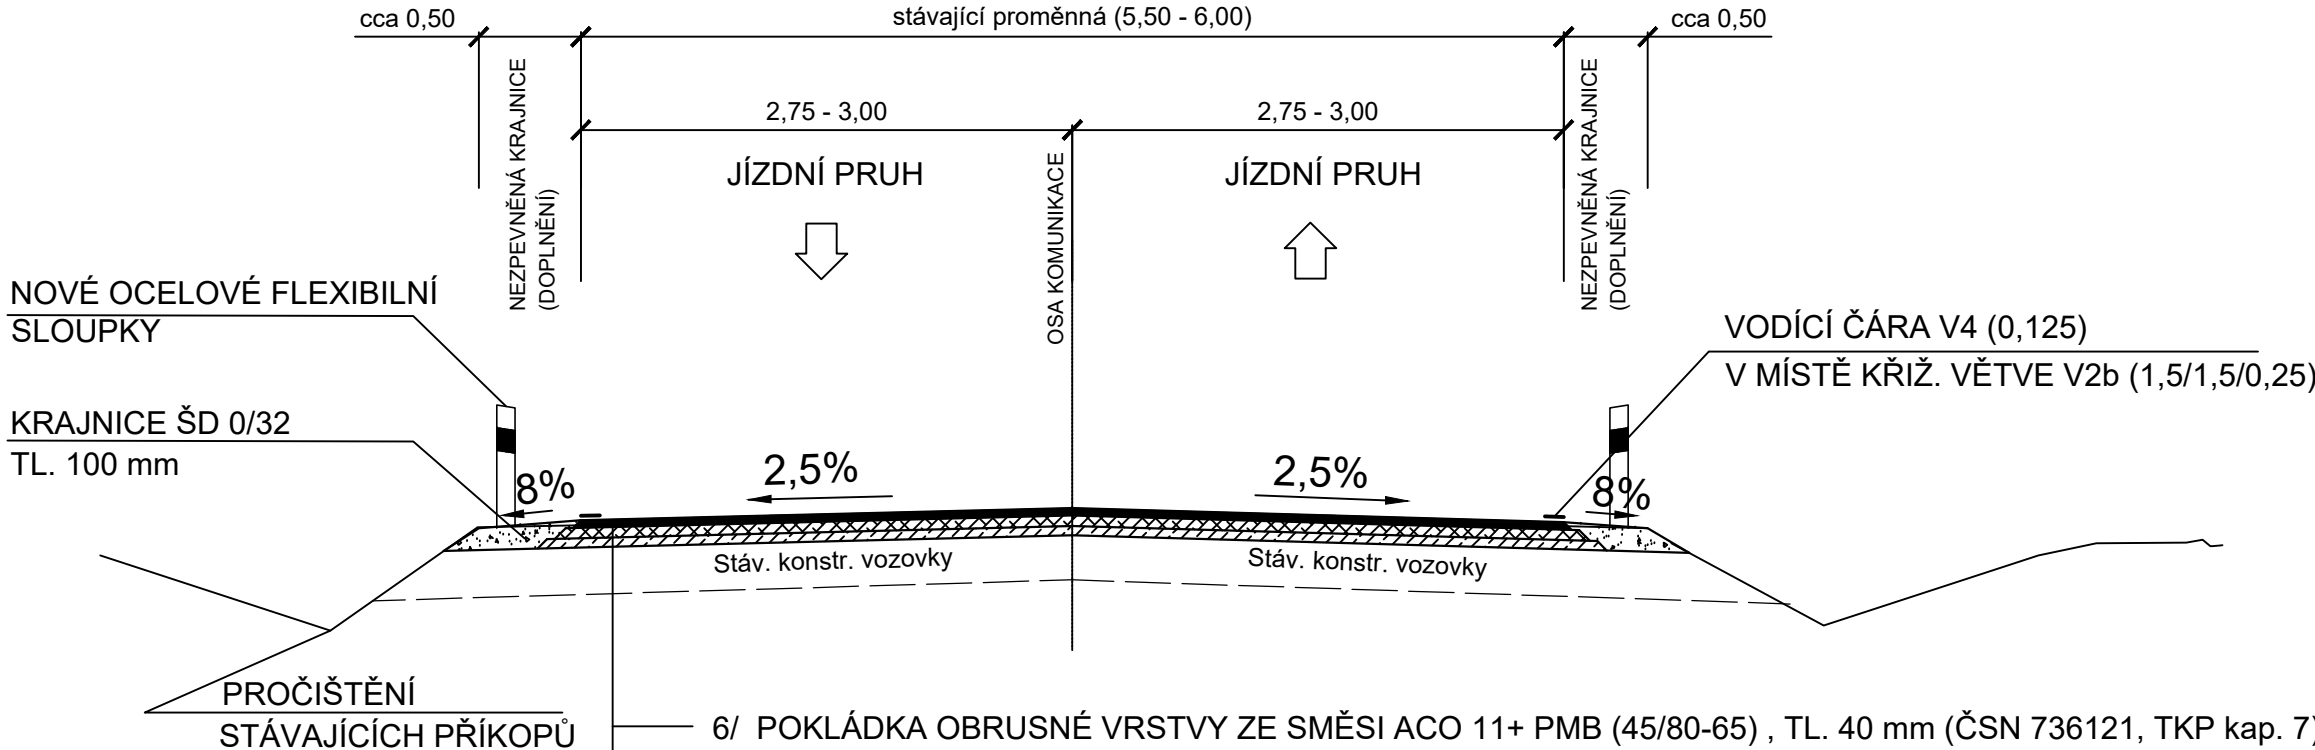 cca 0,50
stávající proměnná (5,50 - 6,00)
cca 0,50
NEZPEVNĚNÁ KRAJNICE
(DOPLNĚNÍ)
2,75 - 3,00
2,75 - 3,00
NEZPEVNĚNÁ KRAJNICE
(DOPLNĚNÍ)
JÍZDNÍ PRUH
OSA KOMUNIKACE
JÍZDNÍ PRUH
NOVÉ OCELOVÉ FLEXIBILNÍ
SLOUPKY
VODÍCÍ ČÁRA V4 (0,125)
V MÍSTĚ KŘIŽ. VĚTVE V2b (1,5/1,5/0,25)
KRAJNICE ŠD 0/32
TL. 100 mm
8%
2,5%
2,5%
8%
Stáv. konstr. vozovky
Stáv. konstr. vozovky
PROČIŠTĚNÍ
STÁVAJÍCÍCH PŘÍKOPŮ
6/ POKLÁDKA OBRUSNÉ VRSTVY ZE SMĚSI ACO 11+ PMB (45/80-65) , TL. 40 mm (ČSN 736121, TKP kap. 7)